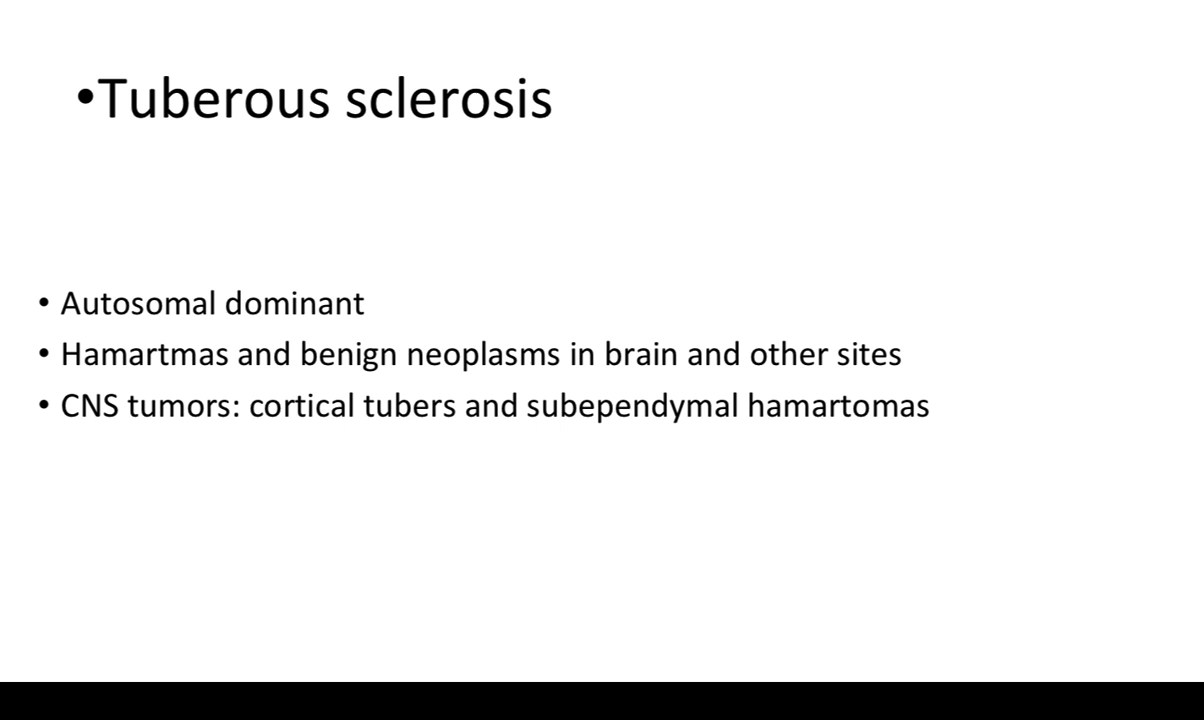 •Tuberous sclerosis
• Autosomal dominant
• Hamartmas and benign neoplasms in brain and other sites
• CNS tumors: cortical tubers and subependymal hamartomas